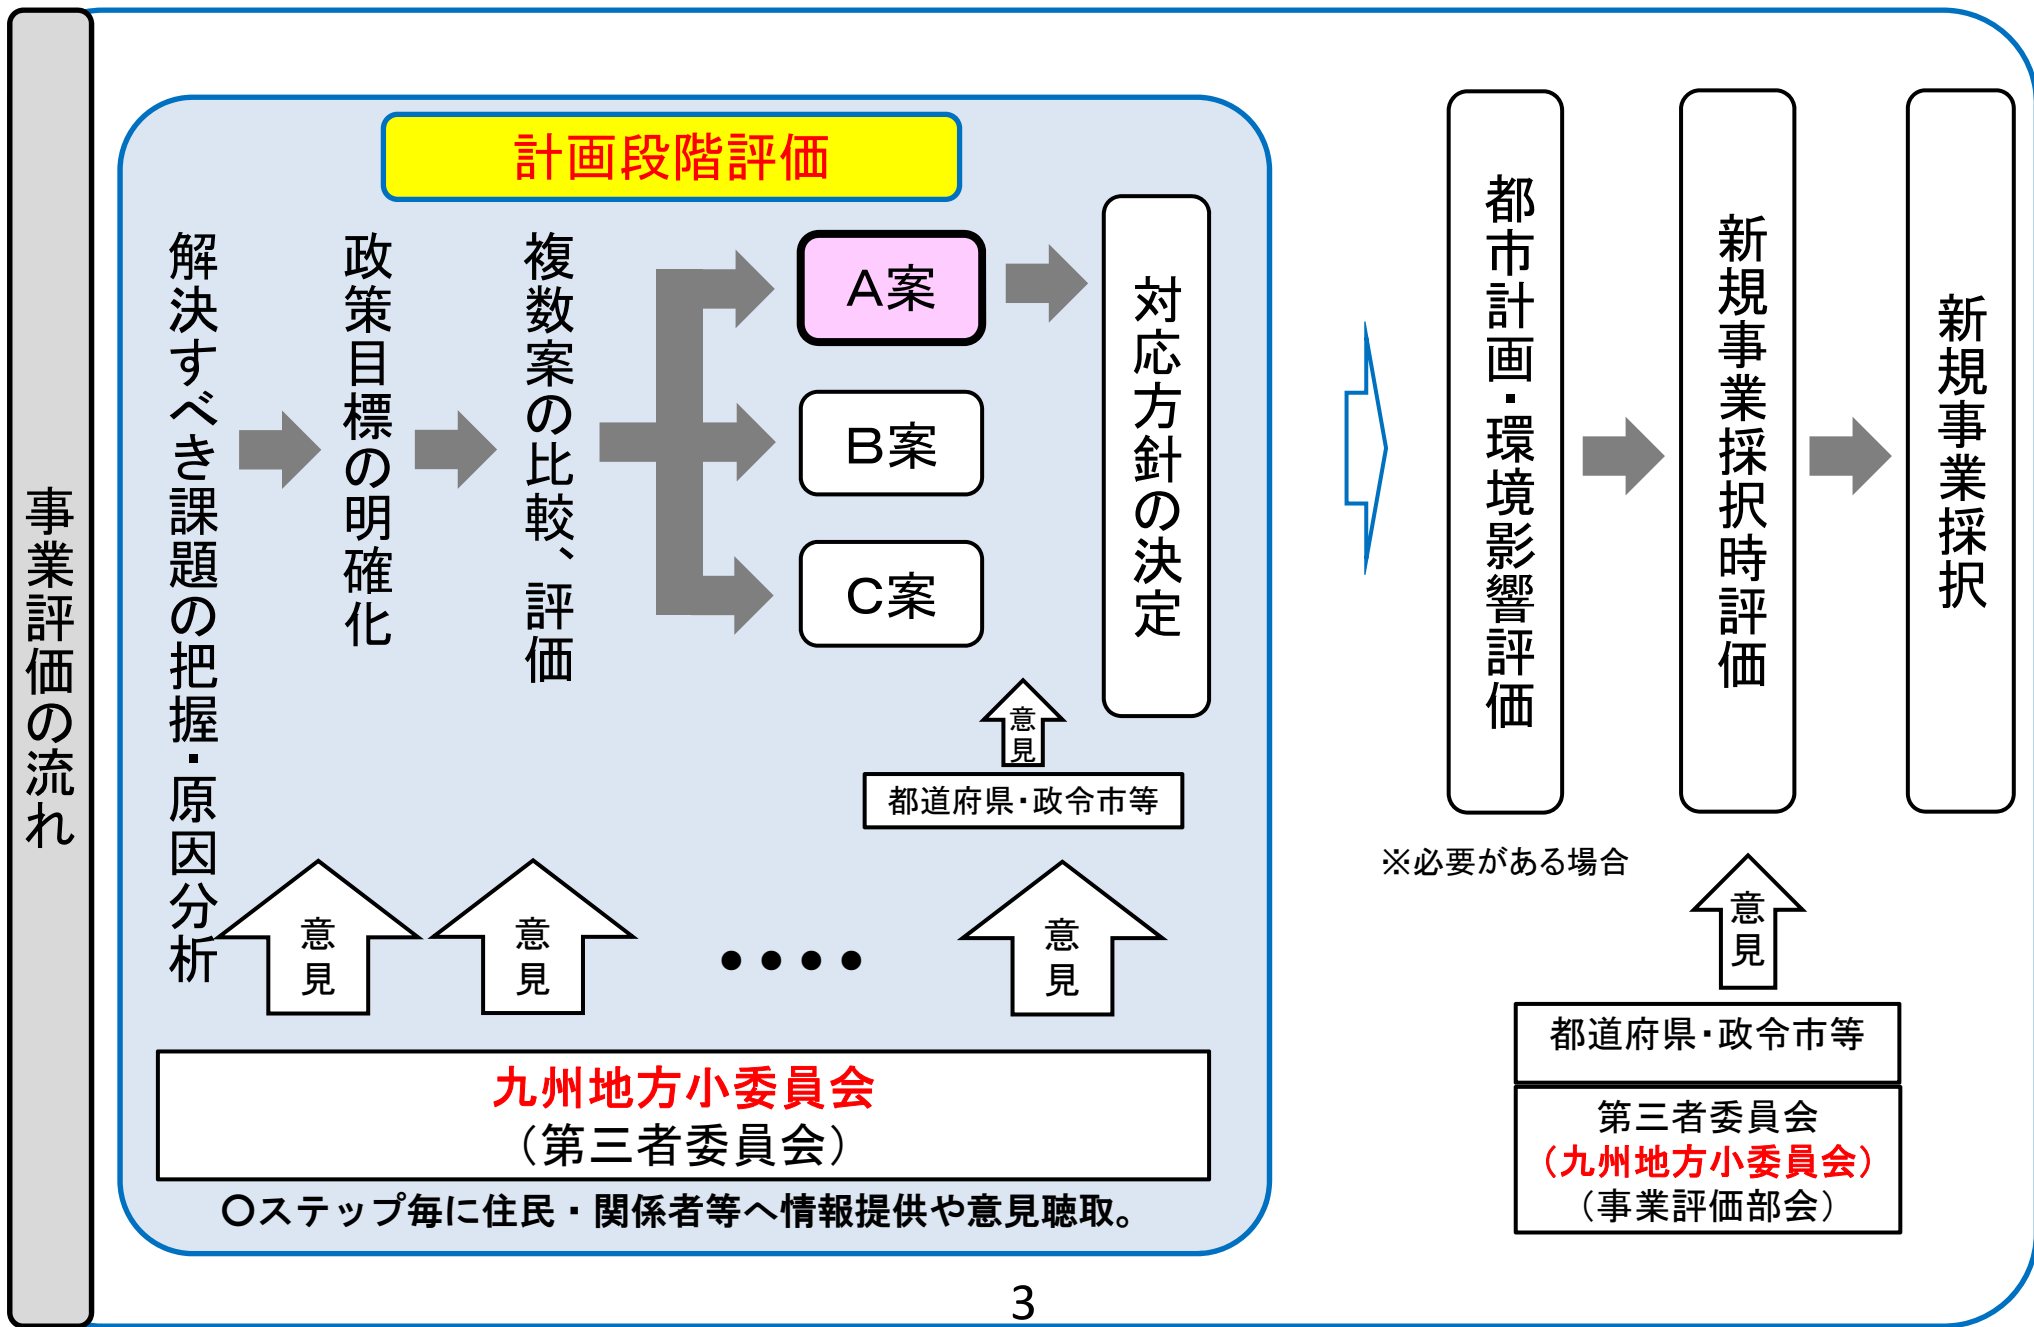 事業評価の流れ
計画段階評価
解決すべき課題の把握・原因分析
政策目標の明確化
複数案の比較、評価
A案
B案
C案
対応方針の決定
意見
都道府県・政令市等
意見
意見
••••
意見
九州地方小委員会
（第三者委員会）
〇ステップ毎に住民・関係者等へ情報提供や意見聴取。
都市計画・環境影響評価
※必要がある場合
新規事業採択時評価
意見
都道府県・政令市等
第三者委員会
（九州地方小委員会）
（事業評価部会）
新規事業採択
3